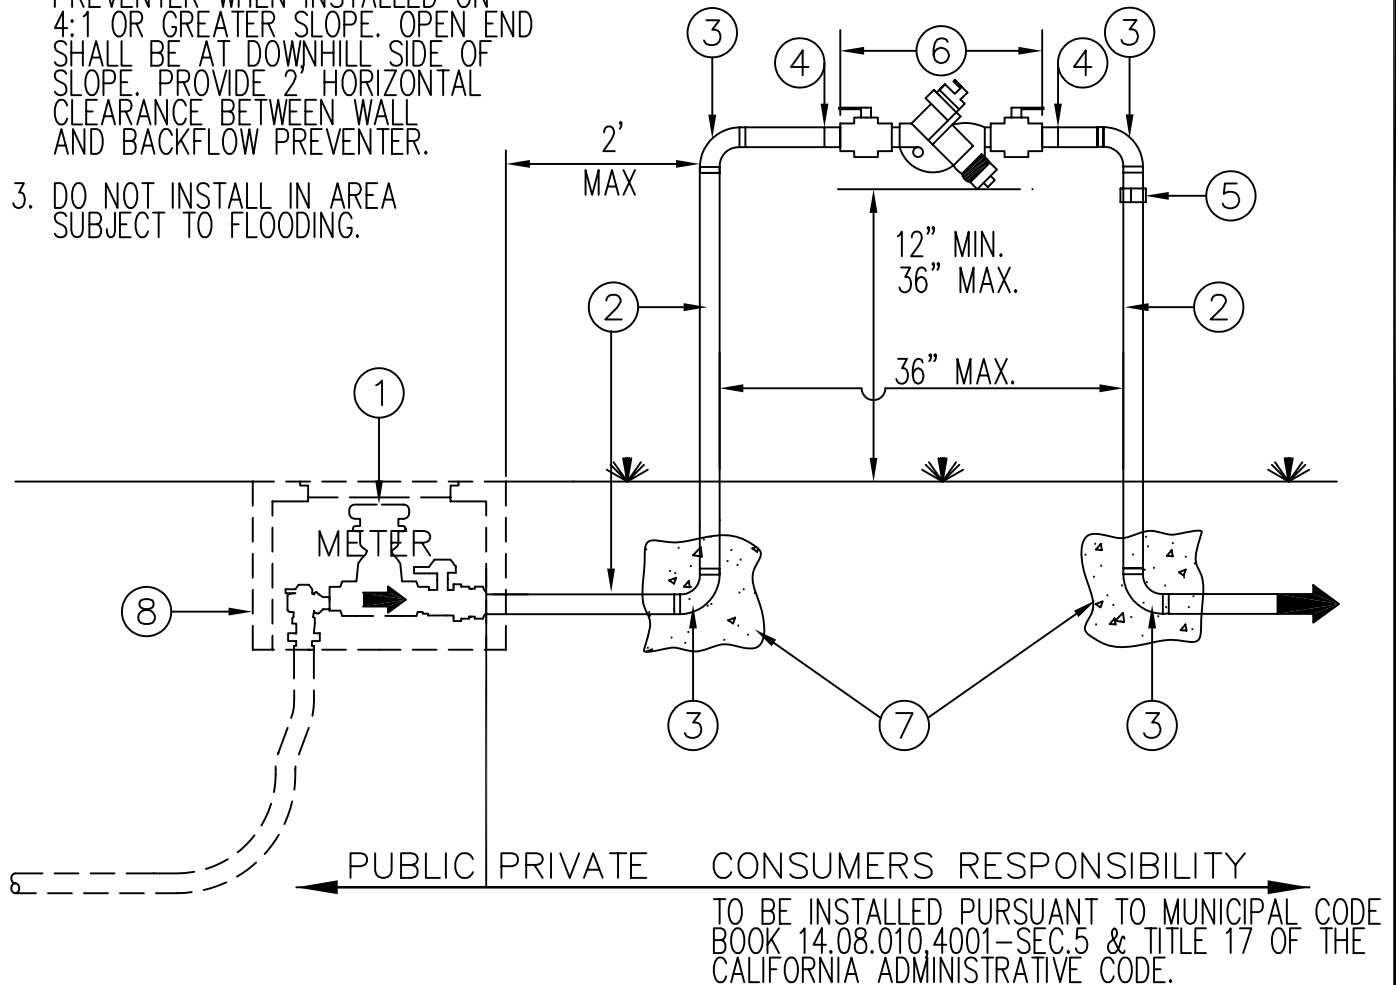 PREVENTER WHEN INSTALLED ON
4:1 OR GREATER SLOPE. OPEN END
SHALL BE AT DOWNHILL SIDE OF
SLOPE. PROVIDE 2' HORIZONTAL
CLEARANCE BETWEEN WALL
AND BACKFLOW PREVENTER.
3. DO NOT INSTALL IN AREA
SUBJECT TO FLOODING.
3
4
6
4
3
2'
MAX
5
12" MIN.
36" MAX.
2
2
36" MAX.
1
METER
8
3
7
3
PUBLIC PRIVATE CONSUMERS RESPONSIBILITY
TO BE INSTALLED PURSUANT TO MUNICIPAL CODE
BOOK 14.08.010,4001-SEC.5 & TITLE 17 OF THE
CALIFORNIA ADMINISTRATIVE CODE.